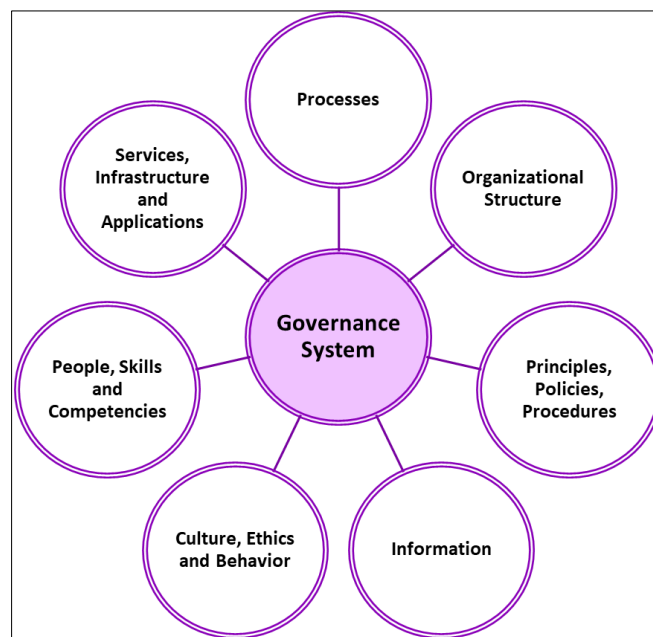 Processes
Services,
Infrastructure
and
Applications
Organizational
Structure
Governance
System
People, Skills
and
Competencies
Principles,
Policies,
Procedures
Culture, Ethics
and Behavior
Information